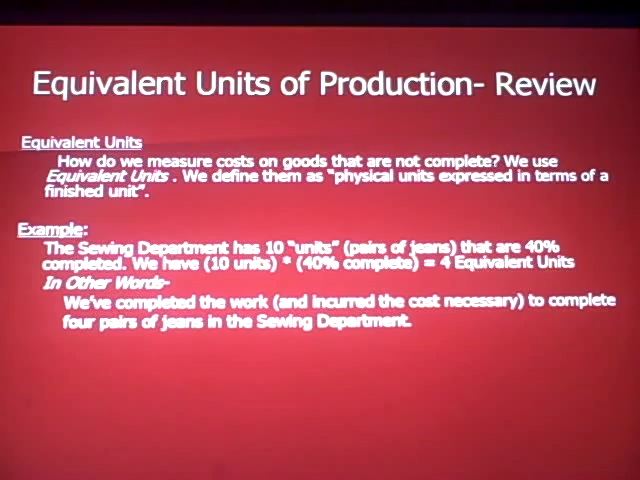 Equivalent Units of Production- Review
Equivalent Units
How do we measure costs on goods that are not complete? We use
Equivalent Units . We define them as "physical units expressed in terms of a
finished unit".
Example:
The Sewing Department has 10 "units" (pairs of jeans) that are 40%
completed. We have (10 units) * (40% complete) = 4 Equivalent Units
In Other Words-
We've completed the work (and incurred the cost necessary) to complete
four pairs of jeans in the Sewing Department.